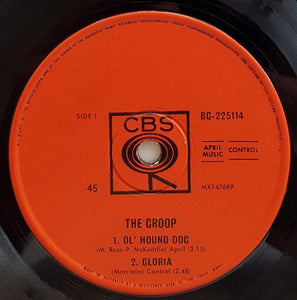 SIDE 1
CBS
BG-225114
APRIL MUSIC
CONTROL
45
MX147699
THE GROOP
1. OL' HOUND DOG
(M. Ross P. McKeddie) April (2.15)
2. GLORIA
(Morrison) Control (2.48)